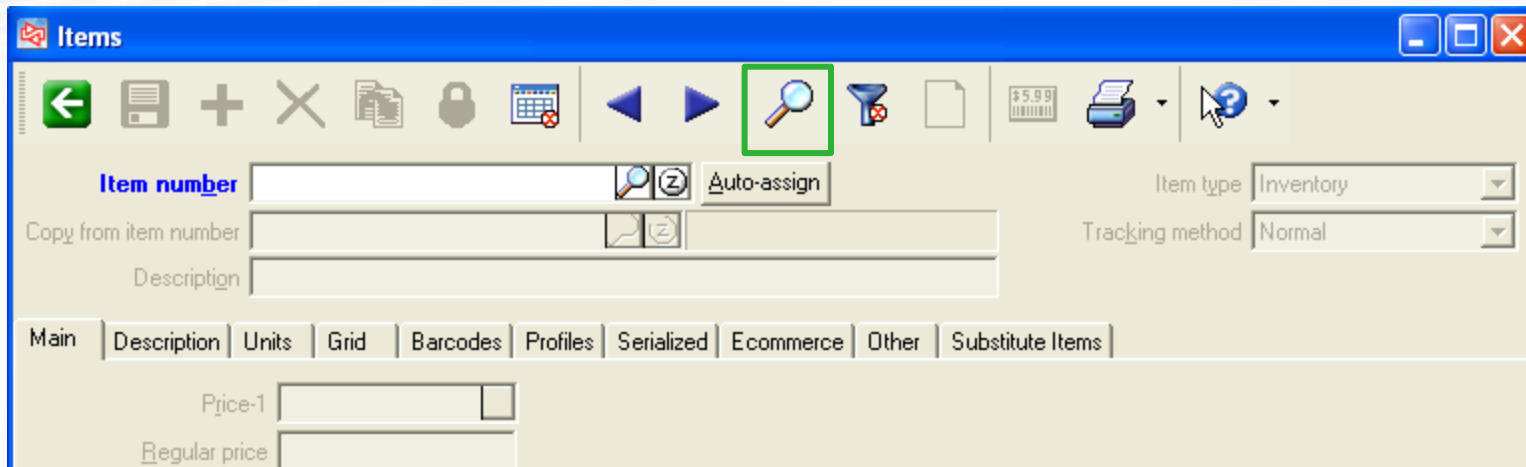 Items
$5.99
Item number Z Auto-assign Item type Inventory
Copy from item number Z Tracking method Normal
Description
Main Description Units Grid Barcodes Profiles Serialized Ecommerce Other Substitute Items
Price-1
Regular price